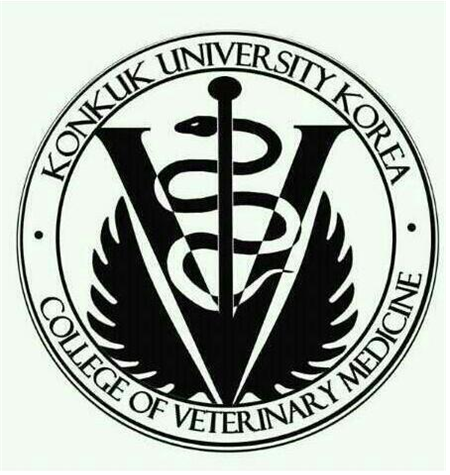 KONKUK UNIVERSITY KOREA
COLLEGE OF VETERINARY MEDICINE
V